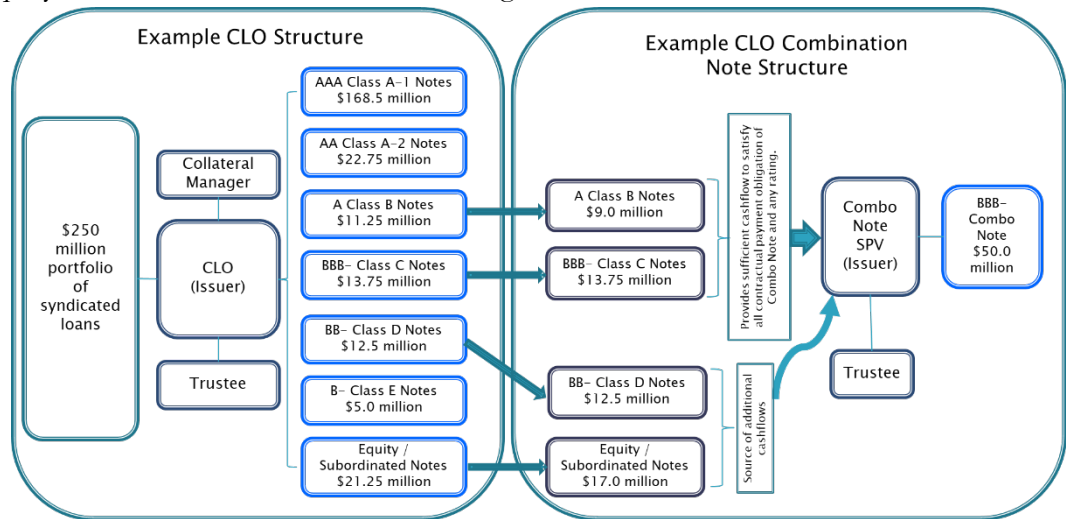 Example CLO Structure
$250
million
portfolio
of
syndicated
loans
Collateral
Manager
CLO
(Issuer)
Trustee
AAA Class A-1 Notes
$168.5 million
AA Class A-2 Notes
$22.75 million
A Class B Notes
$11.25 million
BBB- Class C Notes
$13.75 million
BB- Class D Notes
$12.5 million
B- Class E Notes
$5.0 million
Equity /
Subordinated Notes
$21.25 million
Example CLO Combination
Note Structure
A Class B Notes
$9.0 million
BBB- Class C Notes
$13.75 million
BB- Class D Notes
$12.5 million
Equity /
Subordinated Notes
$17.0 million
Provides sufficient cashflow to satisfy
all contractual payment obligation of
Combo Note and any rating.
Source of additional
cashflows
Combo
Note
SPV
(Issuer)
Trustee
BBB-
Combo
Note
$50.0
million